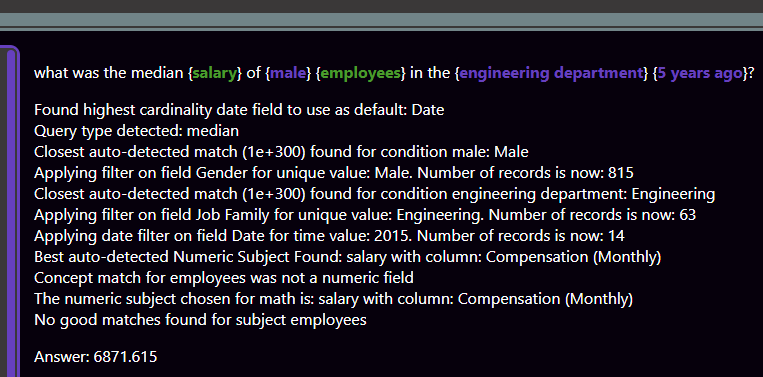 what was the median {salary} of {male} {employees} in the {engineering department} {5 years ago}?
Found highest cardinality date field to use as default: Date
Query type detected: median
Closest auto-detected match (1e+300) found for condition male: Male
Applying filter on field Gender for unique value: Male. Number of records is now: 815
Closest auto-detected match (1e+300) found for condition engineering department: Engineering
Applying filter on field Job Family for unique value: Engineering. Number of records is now: 63
Applying date filter on field Date for time value: 2015. Number of records is now: 14
Best auto-detected Numeric Subject Found: salary with column: Compensation (Monthly)
Concept match for employees was not a numeric field
The numeric subject chosen for math is: salary with column: Compensation (Monthly)
No good matches found for subject employees
Answer: 6871.615